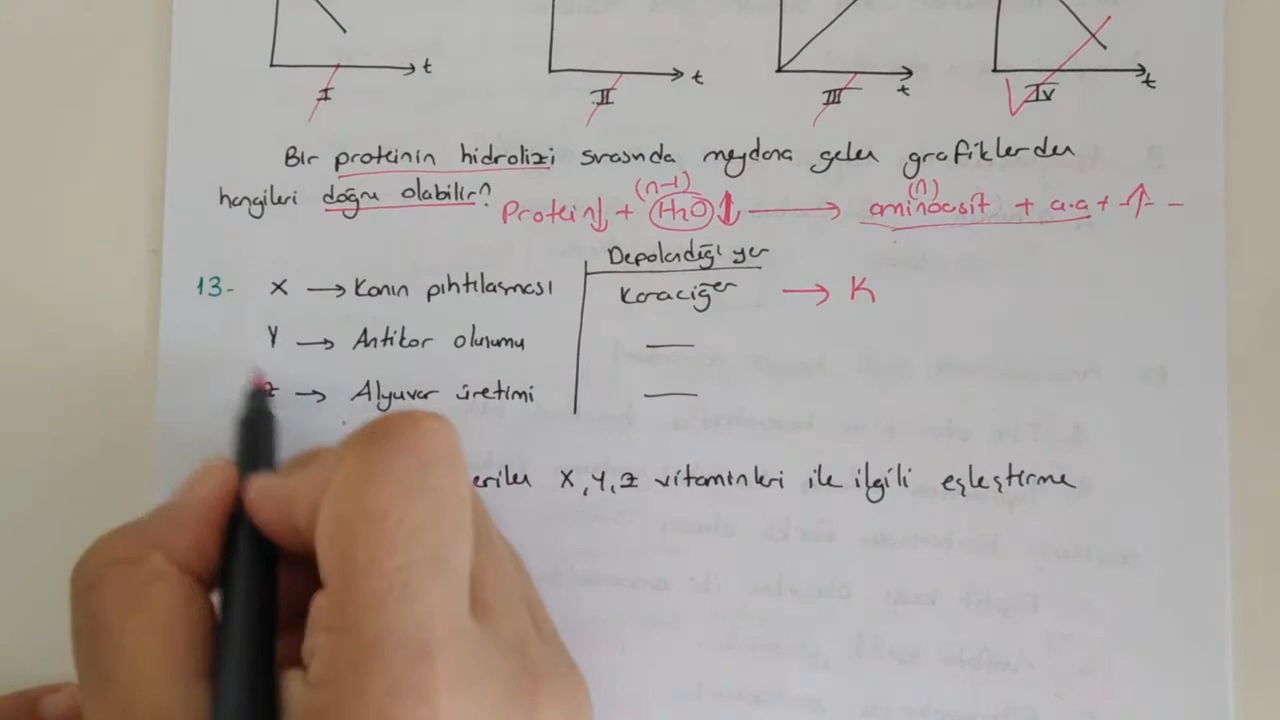 t t t t
I II III IV
Bir proteinin hidrolizi sırasında meydana gelen grafiklerden
hangileri doğru olabilir?
(n-1) (n)
Protein↓ + H2O↓ → aminoasit + a.a + -↑- -
Depolandığı yer
13- X → Kanın pıhtılaşması Karaciğer → K
Y → Antikor oluşumu —
→ Alyuvar üretimi —
X, Y, Z vitaminleri ile ilgili eşleştirme